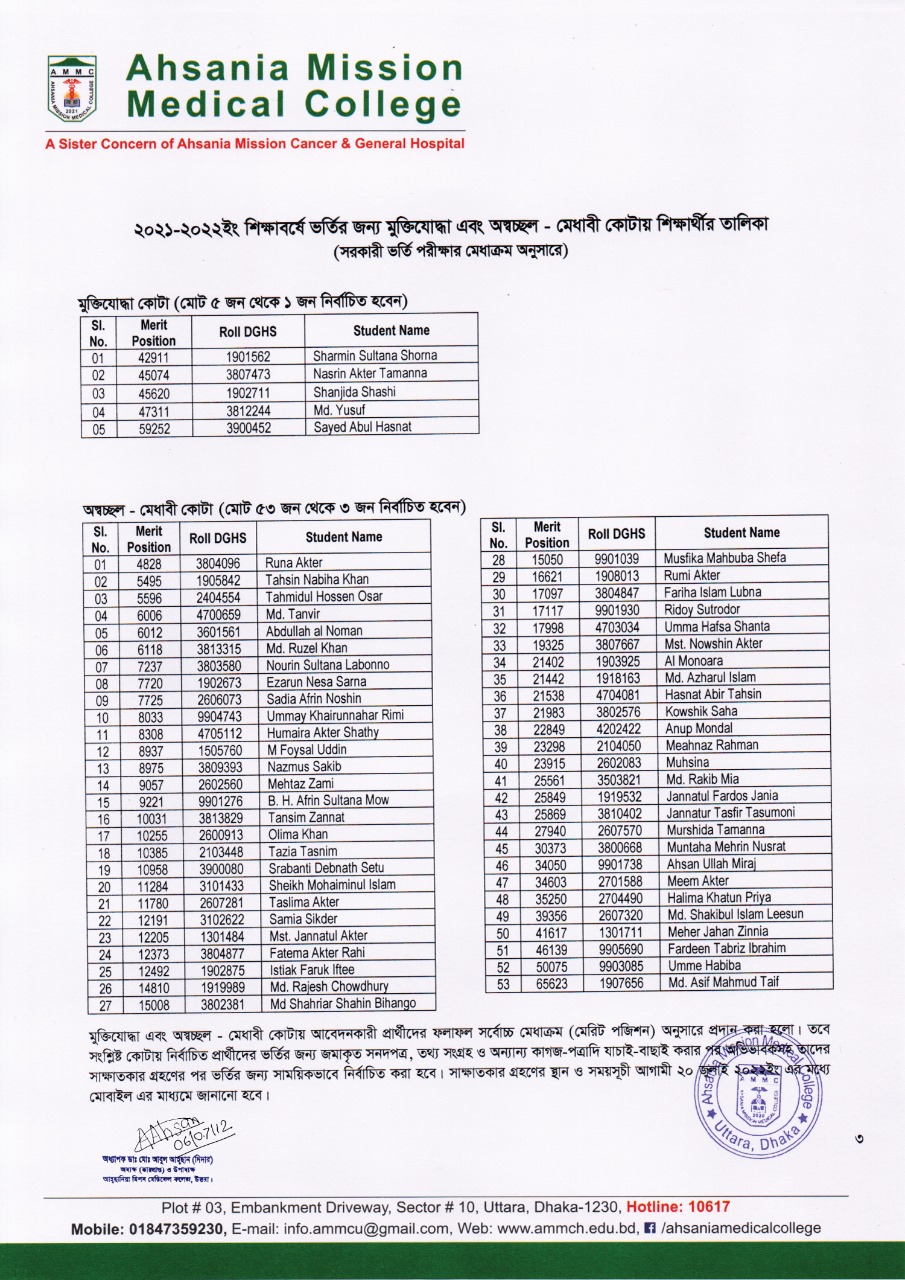 AMMC
AHSANIA MISSION MEDICAL COLLEGE
2021
Ahsania Mission
Medical College
A Sister Concern of Ahsania Mission Cancer & General Hospital
২০২১-২০২২ইং শিক্ষাবর্ষে ভর্তির জন্য মুক্তিযোদ্ধা এবং অস্বচ্ছল - মেধাবী কোটায় শিক্ষার্থীর তালিকা
(সরকারী ভর্তি পরীক্ষার মেধাক্রম অনুসারে)
মুক্তিযোদ্ধা কোটা (মোট ৫ জন থেকে ১ জন নির্বাচিত হবেন)
Sl. No. Merit Position Roll DGHS Student Name
01 42911 1901562 Sharmin Sultana Shorna
02 45074 3807473 Nasrin Akter Tamanna
03 45620 1902711 Shanjida Shashi
04 47311 3812244 Md. Yusuf
05 59252 3900452 Sayed Abul Hasnat
অস্বচ্ছল - মেধাবী কোটা (মোট ৫৩ জন থেকে ৩ জন নির্বাচিত হবেন)
Sl. No. Merit Position Roll DGHS Student Name
01 4828 3804096 Runa Akter
02 5495 1905842 Tahsin Nabiha Khan
03 5596 2404554 Tahmidul Hossen Osar
04 6006 4700659 Md. Tanvir
05 6012 3601561 Abdullah al Noman
06 6118 3813315 Md. Ruzel Khan
07 7237 3803580 Nourin Sultana Labonno
08 7720 1902673 Ezarun Nesa Sarna
09 7725 2606073 Sadia Afrin Noshin
10 8033 9904743 Ummay Khairunnahar Rimi
11 8308 4705112 Humaira Akter Shathy
12 8937 1505760 M Foysal Uddin
13 8975 3809393 Nazmus Sakib
14 9057 2602560 Mehtaz Zami
15 9221 9901276 B. H. Afrin Sultana Mow
16 10031 3813829 Tansim Zannat
17 10255 2600913 Olima Khan
18 10385 2103448 Tazia Tasnim
19 10958 3900080 Srabanti Debnath Setu
20 11284 3101433 Sheikh Mohaiminul Islam
21 11780 2607281 Taslima Akter
22 12191 3102622 Samia Sikder
23 12205 1301484 Mst. Jannatul Akter
24 12373 3804877 Fatema Akter Rahi
25 12492 1902875 Istiak Faruk Iftee
26 14810 1919989 Md. Rajesh Chowdhury
27 15008 3802381 Md Shahriar Shahin Bihango
Sl. No. Merit Position Roll DGHS Student Name
28 15050 9901039 Musfika Mahbuba Shefa
29 16621 1908013 Rumi Akter
30 17097 3804847 Fariha Islam Lubna
31 17117 9901930 Ridoy Sutrodor
32 17998 4703034 Umma Hafsa Shanta
33 19325 3807667 Mst. Nowshin Akter
34 21402 1903925 Al Monoara
35 21442 1918163 Md. Azharul Islam
36 21538 4704081 Hasnat Abir Tahsin
37 21983 3802576 Kowshik Saha
38 22849 4202422 Anup Mondal
39 23298 2104050 Meahnaz Rahman
40 23915 2602083 Muhsina
41 25561 3503821 Md. Rakib Mia
42 25849 1919532 Jannatul Fardos Jania
43 25869 3810402 Jannatur Tasfir Tasumoni
44 27940 2607570 Murshida Tamanna
45 30373 3800668 Muntaha Mehrin Nusrat
46 34050 9901738 Ahsan Ullah Miraj
47 34603 2701588 Meem Akter
48 35250 2704490 Halima Khatun Priya
49 39356 2607320 Md. Shakibul Islam Leesun
50 41617 1301711 Meher Jahan Zinnia
51 46139 9905690 Fardeen Tabriz Ibrahim
52 50075 9903085 Umme Habiba
53 65623 1907656 Md. Asif Mahmud Taif
মুক্তিযোদ্ধা এবং অস্বচ্ছল - মেধাবী কোটায় আবেদনকারী প্রার্থীদের ফলাফল সর্বোচ্চ মেধাক্রম (মেরিট পজিশন) অনুসারে প্রদান করা হলো। তবে
সংশ্লিষ্ট কোটায় নির্বাচিত প্রার্থীদের ভর্তির জন্য জমাকৃত সনদপত্র, তথ্য সংগ্রহ ও অন্যান্য কাগজ-পত্রাদি যাচাই-বাছাই করার পর অভিভাবকসহ তাদের
সাক্ষাতকার গ্রহণের পর ভর্তির জন্য সাময়িকভাবে নির্বাচিত করা হবে। সাক্ষাতকার গ্রহণের স্থান ও সময়সূচী আগামী ২০ জুলাই ২০২২ইং এর মধ্যে
মোবাইল এর মাধ্যমে জানানো হবে।
Ahsania Mission Medical College
AMMC
Uttara, Dhaka
AAhsan
06/07/12
অধ্যাপক ডাঃ মোঃ আবুল আহ্ছান (দিদার)
অধ্যক্ষ (ভারপ্রাপ্ত) ও উপাধ্যক্ষ
আহ্ছানিয়া মিশন মেডিকেল কলেজ, উত্তরা।
৩
Plot # 03, Embankment Driveway, Sector # 10, Uttara, Dhaka-1230, Hotline: 10617
Mobile: 01847359230, E-mail: info.ammcu@gmail.com, Web: www.ammch.edu.bd, /ahsaniamedicalcollege